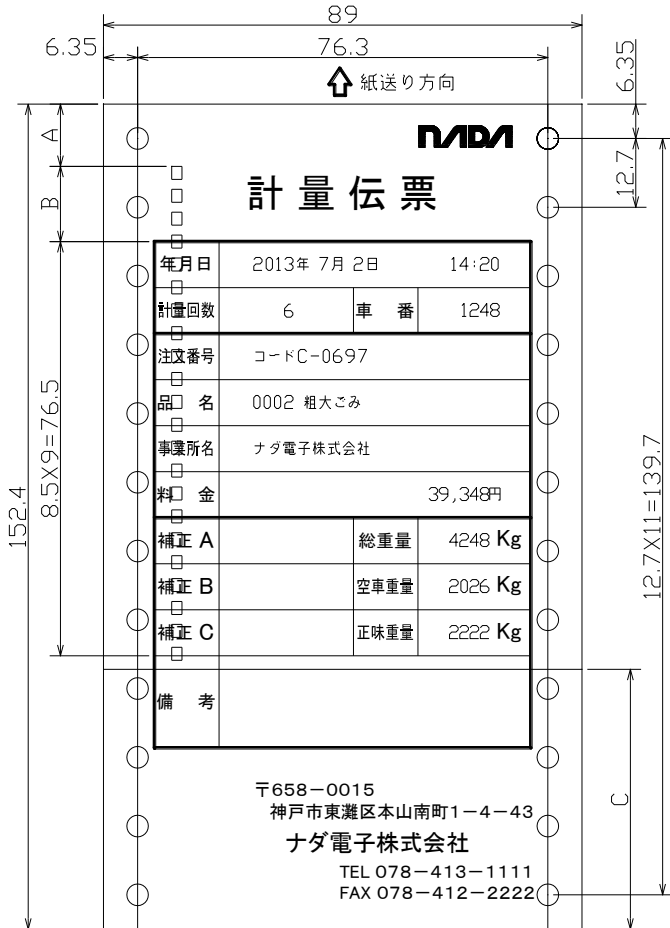 89
6.35
76.3
6.35
紙送り方向
A
NADA
12.7
B
計量伝票
年月日 2013年 7月 2日 14:20
計量回数 6 車 番 1248
注文番号 コードC-0697
品 名 0002 粗大ごみ
8.5X9=76.5
事業所名 ナダ電子株式会社
料 金 39,348円
152.4
12.7X11=139.7
補正 A 総重量 4248 Kg
補正 B 空車重量 2026 Kg
補正 C 正味重量 2222 Kg
備 考
C
〒658−0015
神戸市東灘区本山南町1−4−43
ナダ電子株式会社
TEL 078−413−1111
FAX 078−412−2222